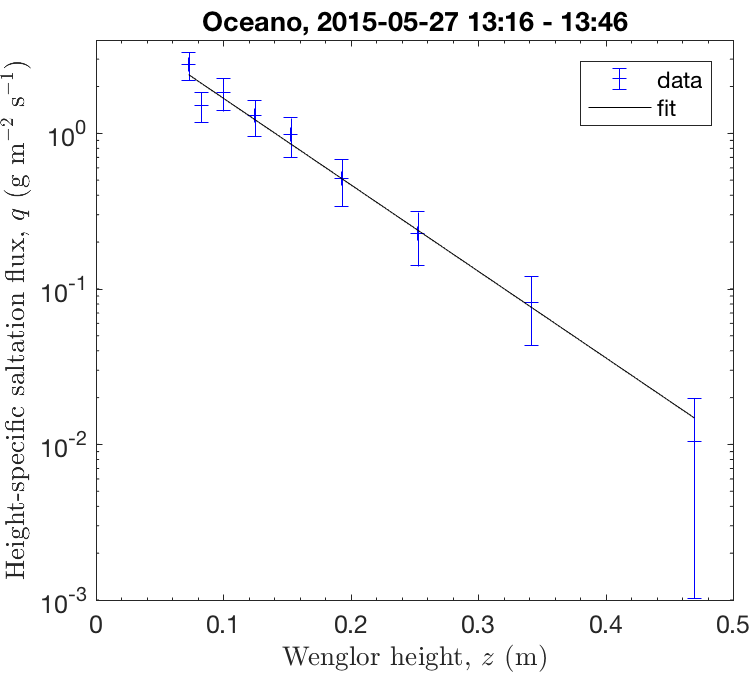 Oceano, 2015-05-27 13:16 - 13:46
data
fit
Height-specific saltation flux, q (g m⁻² s⁻¹)
10⁰
10⁻¹
10⁻²
10⁻³
0 0.1 0.2 0.3 0.4 0.5
Wenglor height, z (m)